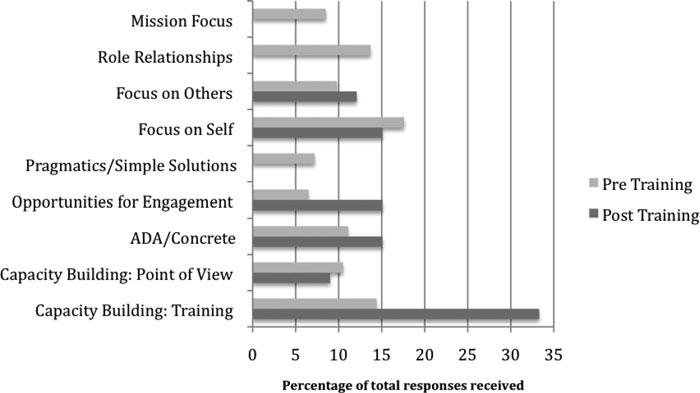 Mission Focus
Role Relationships
Focus on Others
Focus on Self
Pragmatics/Simple Solutions
Opportunities for Engagement
ADA/Concrete
Capacity Building: Point of View
Capacity Building: Training
Pre Training
Post Training
0 5 10 15 20 25 30 35
Percentage of total responses received